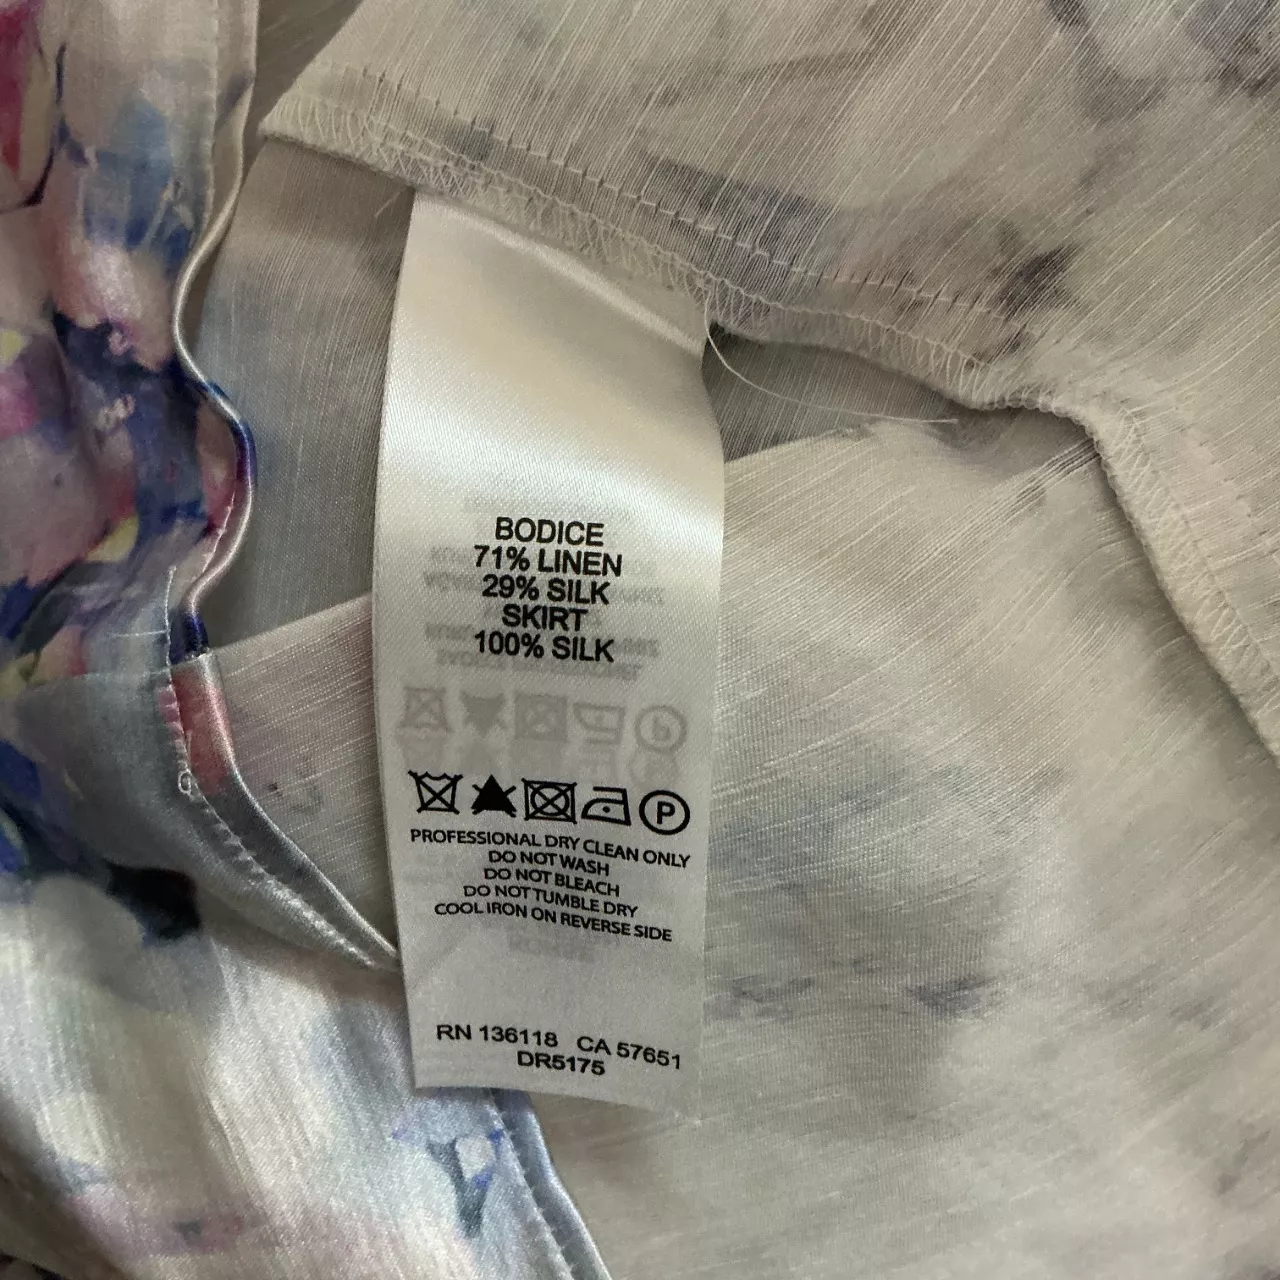 BODICE
71% LINEN
29% SILK
SKIRT
100% SILK
P
PROFESSIONAL DRY CLEAN ONLY
DO NOT WASH
DO NOT BLEACH
DO NOT TUMBLE DRY
COOL IRON ON REVERSE SIDE
RN 136118 CA 57651
DR5175